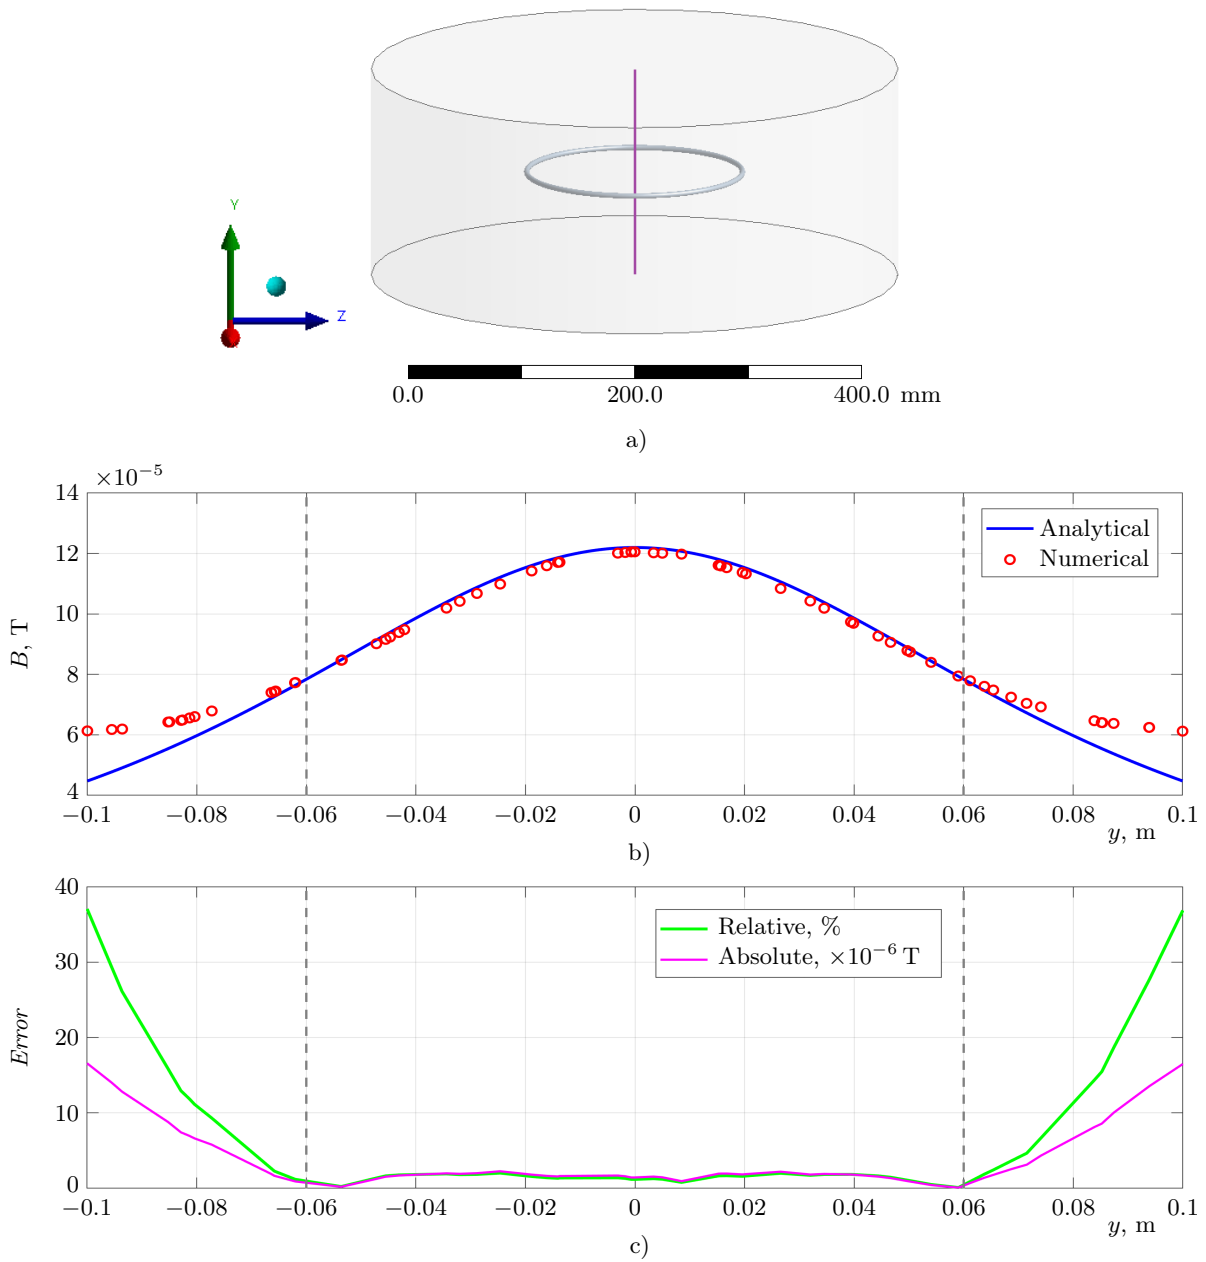 Y
Z
0.0 200.0 400.0 mm
a)
×10⁻⁵
14
12
10
8
6
4
B, T
Analytical
Numerical
−0.1 −0.08 −0.06 −0.04 −0.02 0 0.02 0.04 0.06 0.08 0.1
y, m
b)
40
30
20
10
0
Error
Relative, %
Absolute, ×10⁻⁶ T
−0.1 −0.08 −0.06 −0.04 −0.02 0 0.02 0.04 0.06 0.08 0.1
y, m
c)